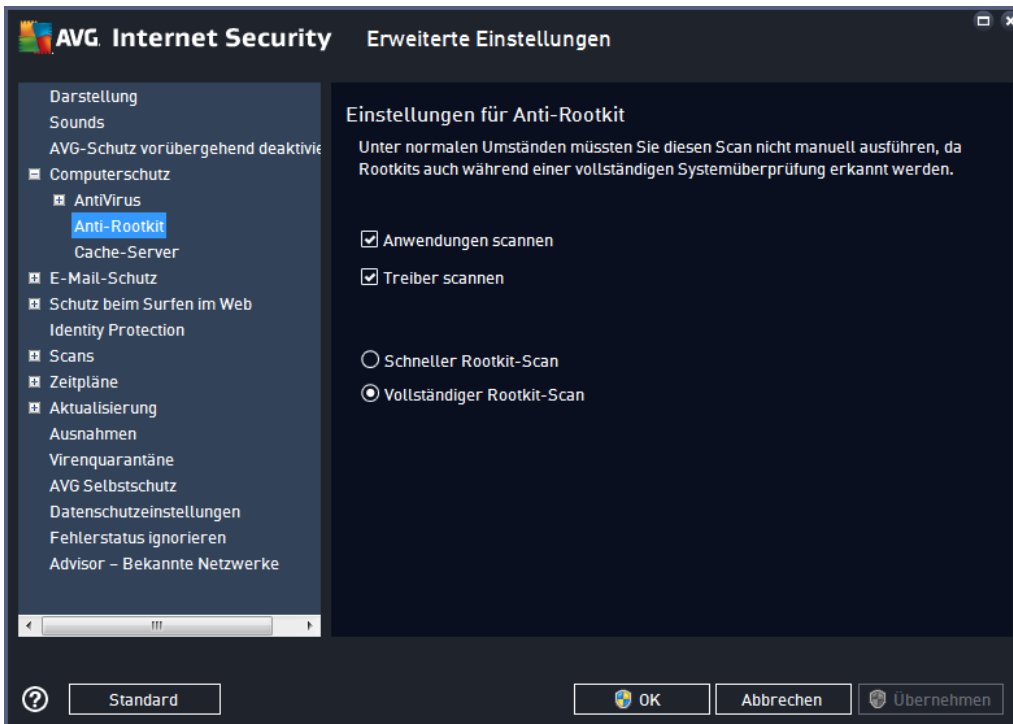 AVG Internet Security Erweiterte Einstellungen
Darstellung
Sounds
AVG-Schutz vorübergehend deaktivie
Computerschutz
AntiVirus
Anti-Rootkit
Cache-Server
E-Mail-Schutz
Schutz beim Surfen im Web
Identity Protection
Scans
Zeitpläne
Aktualisierung
Ausnahmen
Virenquarantäne
AVG Selbstschutz
Datenschutzeinstellungen
Fehlerstatus ignorieren
Advisor – Bekannte Netzwerke
Einstellungen für Anti-Rootkit
Unter normalen Umständen müssten Sie diesen Scan nicht manuell ausführen, da
Rootkits auch während einer vollständigen Systemüberprüfung erkannt werden.
Anwendungen scannen
Treiber scannen
Schneller Rootkit-Scan
Vollständiger Rootkit-Scan
? Standard OK Abbrechen Übernehmen